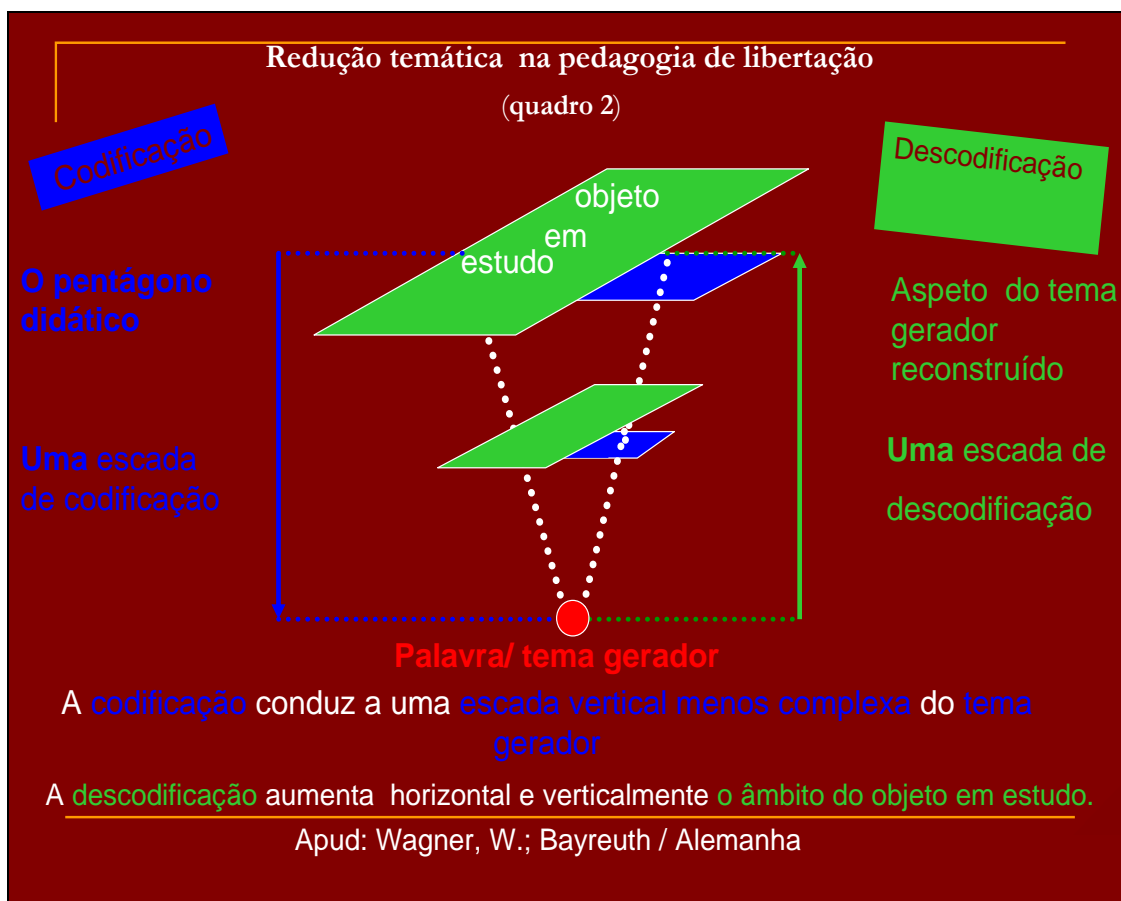 Redução temática na pedagogia de libertação
(quadro 2)
Codificação
Descodificação
objeto
em
estudo
O pentágono
didático
Aspeto do tema
gerador
reconstruído
Uma escada
de codificação
Uma escada de
descodificação
Palavra/ tema gerador
A codificação conduz a uma escada vertical menos complexa do tema
gerador
A descodificação aumenta horizontal e verticalmente o âmbito do objeto em estudo.
Apud: Wagner, W.; Bayreuth / Alemanha